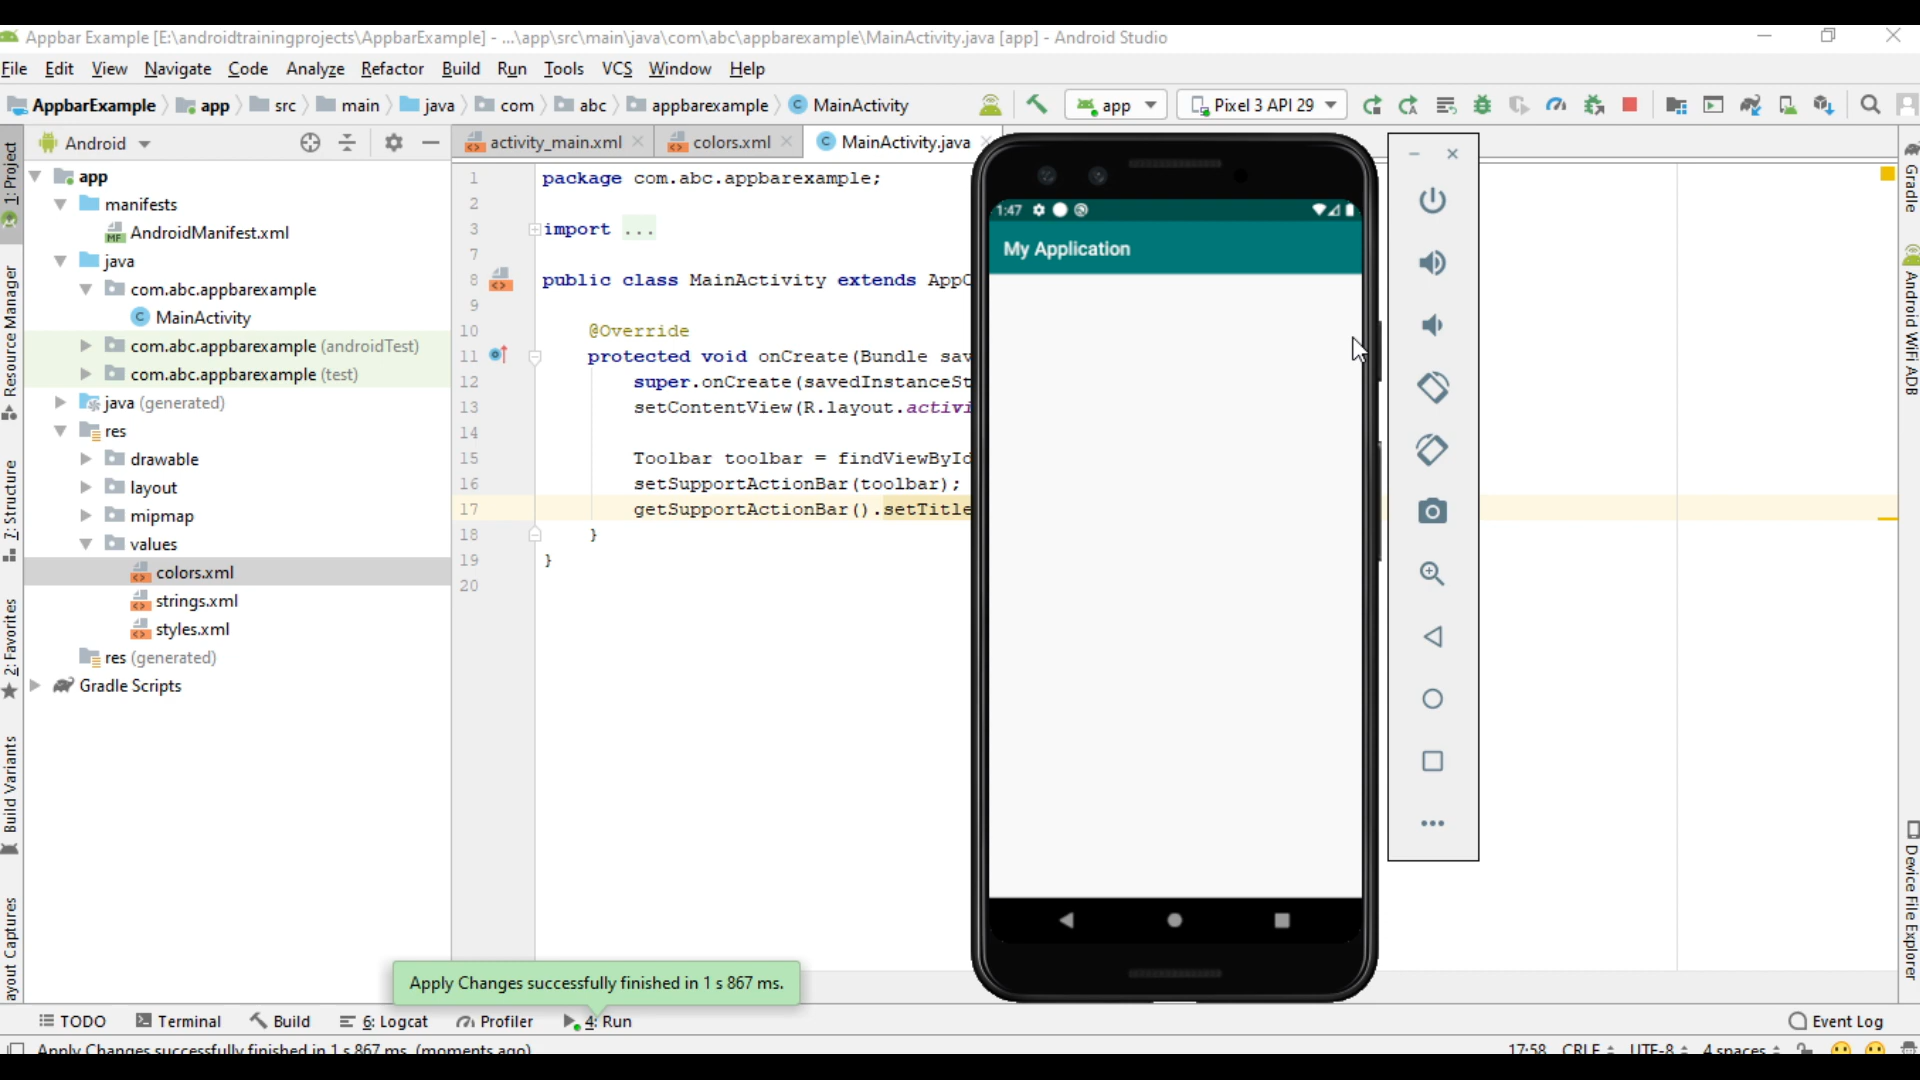 Appbar Example [E:\androidtrainingprojects\AppbarExample] - ...\app\src\main\java\com\abc\appbarexample\MainActivity.java [app] - Android Studio
File Edit View Navigate Code Analyze Refactor Build Run Tools VCS Window Help
AppbarExample app src main java com abc appbarexample MainActivity app Pixel 3 API 29
Android activity_main.xml colors.xml MainActivity.java
1: Project
Resource Manager
7: Structure
2: Favorites
Build Variants
ayout Captures
app
manifests
AndroidManifest.xml
java
com.abc.appbarexample
MainActivity
com.abc.appbarexample (androidTest)
com.abc.appbarexample (test)
java (generated)
res
drawable
layout
mipmap
values
colors.xml
strings.xml
styles.xml
res (generated)
Gradle Scripts
1 package com.abc.appbarexample;
2
3 import ...
7
8 public class MainActivity extends AppC
9
10 @Override
11 protected void onCreate(Bundle sav
12 super.onCreate(savedInstanceSt
13 setContentView(R.layout.activi
14
15 Toolbar toolbar = findViewById
16 setSupportActionBar(toolbar);
17 getSupportActionBar().setTitle
18 }
19 }
20
1:47
My Application
Gradle
Android WiFi ADB
Device File Explorer
Apply Changes successfully finished in 1 s 867 ms.
TODO Terminal Build 6: Logcat Profiler 4: Run Event Log
Apply Changes successfully finished in 1 s 867 ms. (moments ago) 17:58 CRLF UTF-8 4 spaces